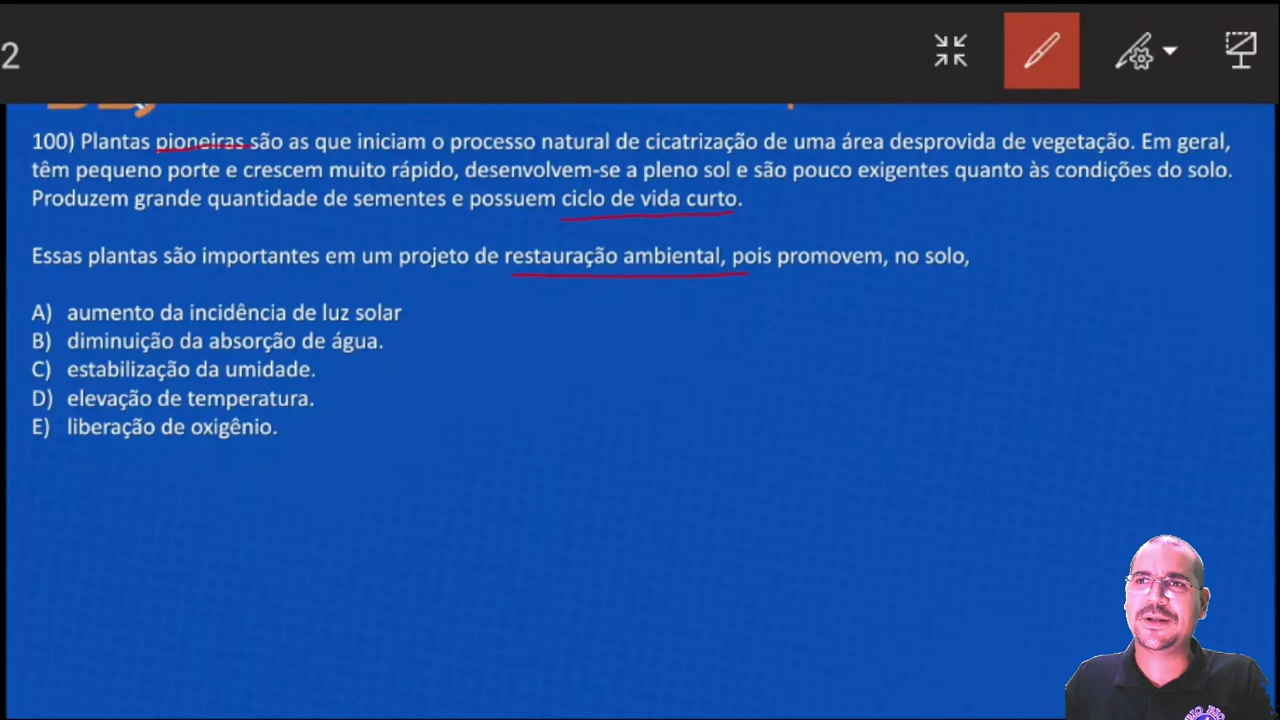 2
100) Plantas pioneiras são as que iniciam o processo natural de cicatrização de uma área desprovida de vegetação. Em geral,
têm pequeno porte e crescem muito rápido, desenvolvem-se a pleno sol e são pouco exigentes quanto às condições do solo.
Produzem grande quantidade de sementes e possuem ciclo de vida curto.
Essas plantas são importantes em um projeto de restauração ambiental, pois promovem, no solo,
A) aumento da incidência de luz solar
B) diminuição da absorção de água.
C) estabilização da umidade.
D) elevação de temperatura.
E) liberação de oxigênio.